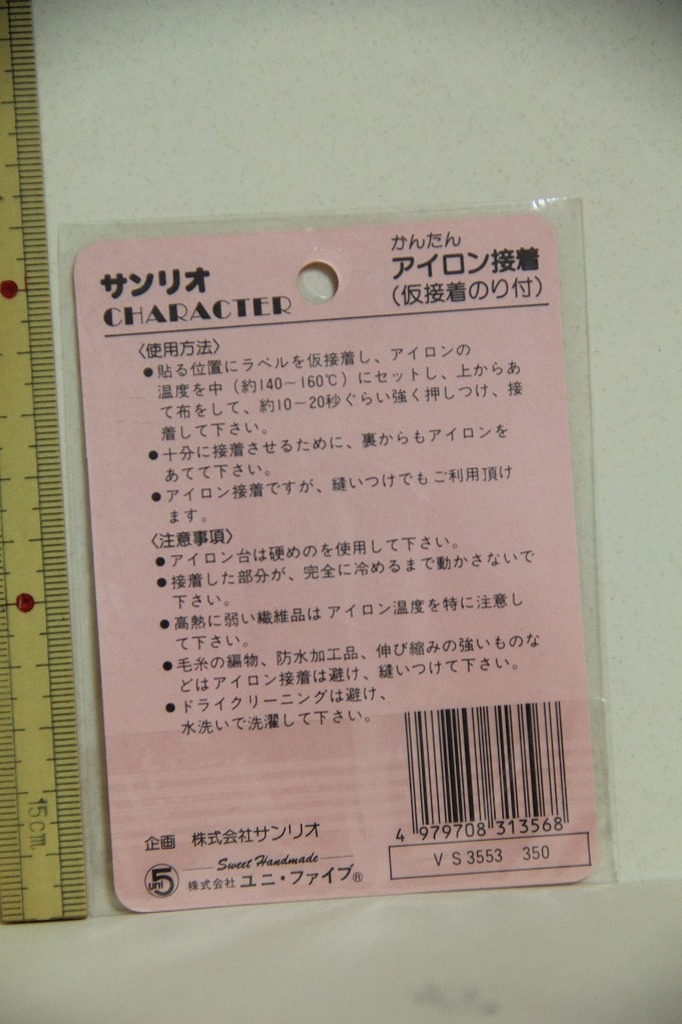 かんたん
サンリオ
アイロン接着
CHARACTER
(仮接着のり付)
〈使用方法〉
●貼る位置にラベルを仮接着し、アイロンの
温度を中（約140～160℃）にセットし、上からあ
て布をして、約10～20秒ぐらい強く押しつけ、接
着して下さい。
●十分に接着させるために、裏からもアイロンを
あてて下さい。
●アイロン接着ですが、縫いつけでもご利用頂け
ます。
〈注意事項〉
●アイロン台は硬めのを使用して下さい。
●接着した部分が、完全に冷めるまで動かさないで
下さい。
●高熱に弱い繊維品は アイロン温度を特に注意し
て下さい。
●毛糸の編物、防水加工品、伸び縮みの強いものな
どはアイロン接着は避け、縫いつけて下さい。
●ドライクリーニングは避け、
水洗いで洗濯して下さい。
15cm
4 979708 313568
企画 株式会社サンリオ
VS3553 350
Sweet Handmade
uni 5 株式会社 ユニ・ファイブ®